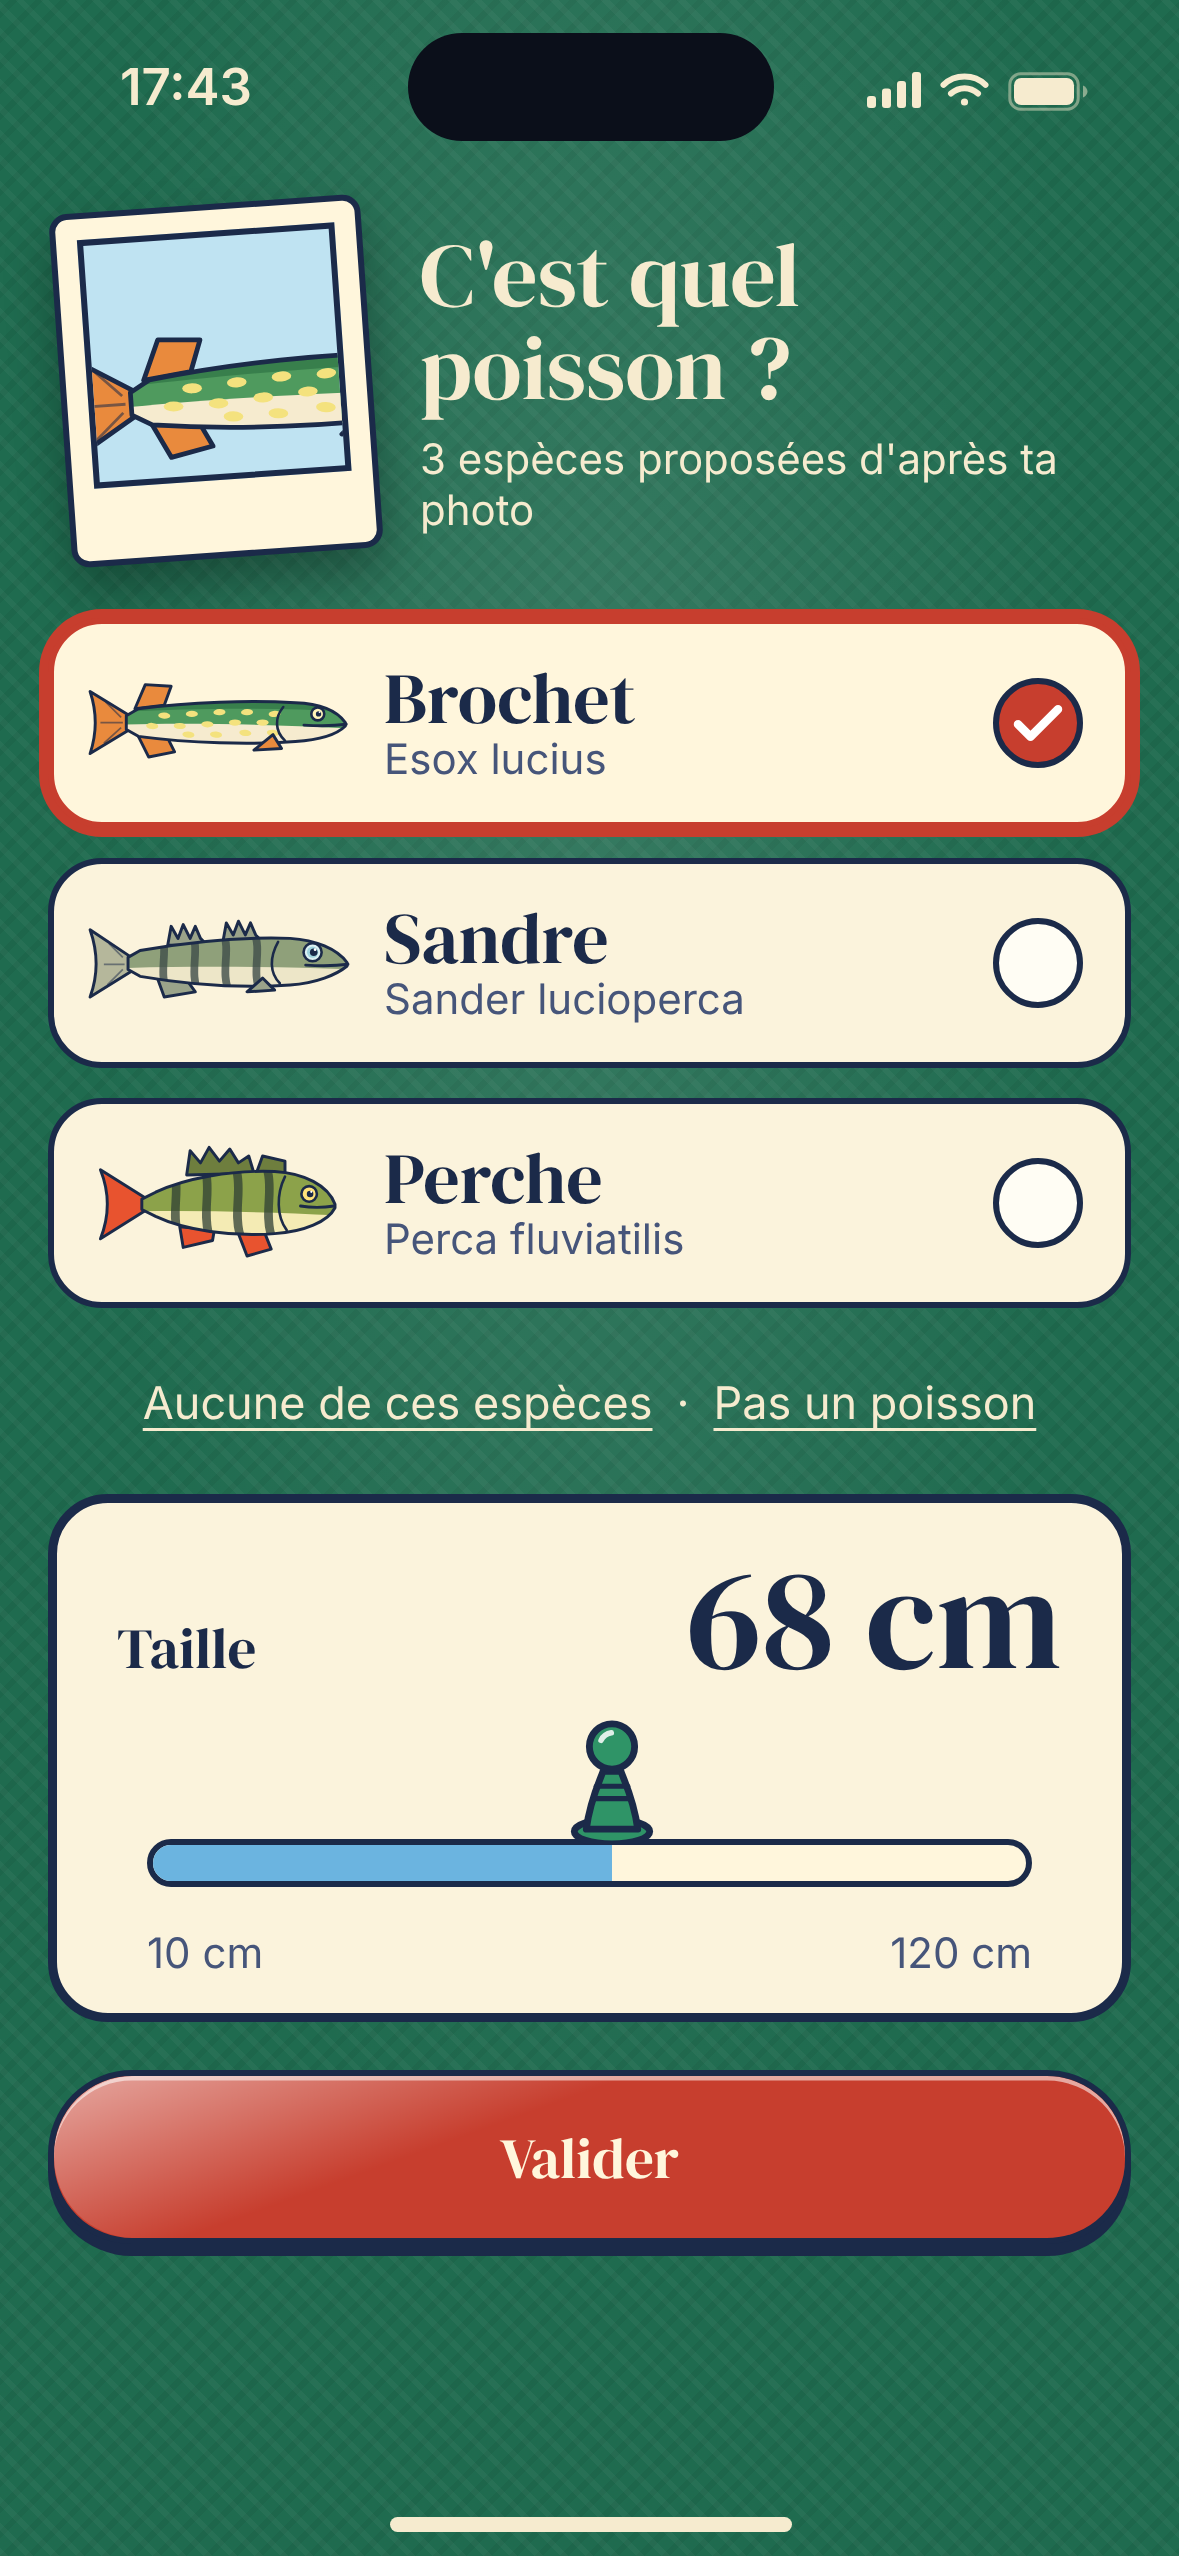 17:43
C'est quel
poisson ?
3 espèces proposées d'après ta
photo
Brochet
Esox lucius
Sandre
Sander lucioperca
Perche
Perca fluviatilis
Aucune de ces espèces · Pas un poisson
Taille
68 cm
10 cm
120 cm
Valider